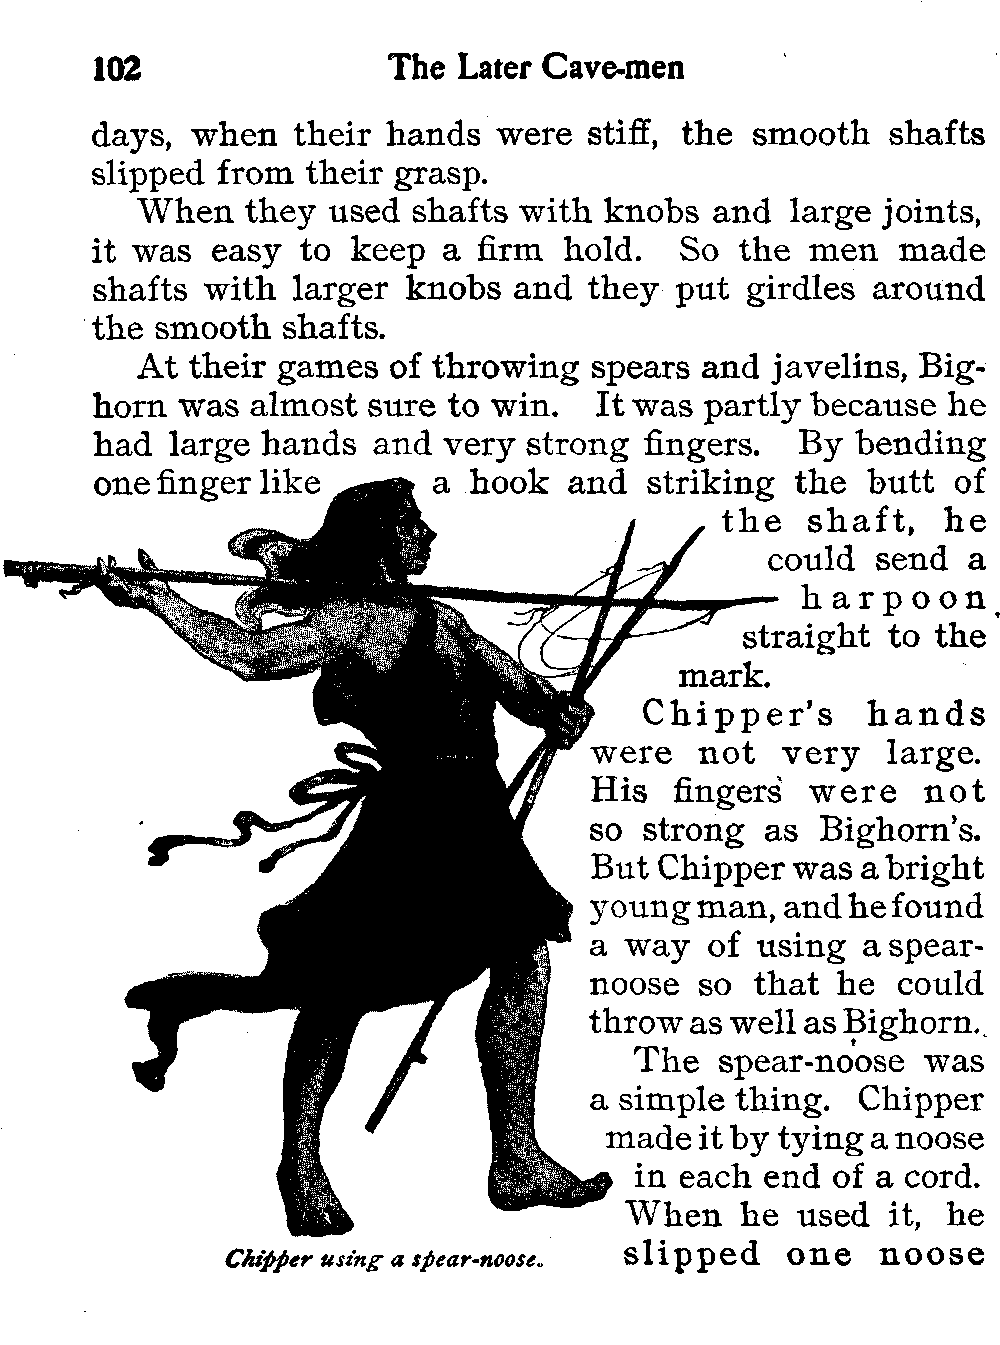 102 The Later Cave-men
days, when their hands were stiff, the smooth shafts
slipped from their grasp.
When they used shafts with knobs and large joints,
it was easy to keep a firm hold. So the men made
shafts with larger knobs and they put girdles around
the smooth shafts.
At their games of throwing spears and javelins, Big-
horn was almost sure to win. It was partly because he
had large hands and very strong fingers. By bending
one finger like a hook and striking the butt of
the shaft, he
could send a
harpoon
straight to the
mark.
Chipper's hands
were not very large.
His fingers were not
so strong as Bighorn's.
But Chipper was a bright
young man, and he found
a way of using a spear-
noose so that he could
throw as well as Bighorn.
The spear-noose was
a simple thing. Chipper
made it by tying a noose
in each end of a cord.
When he used it, he
slipped one noose
Chipper using a spear-noose.